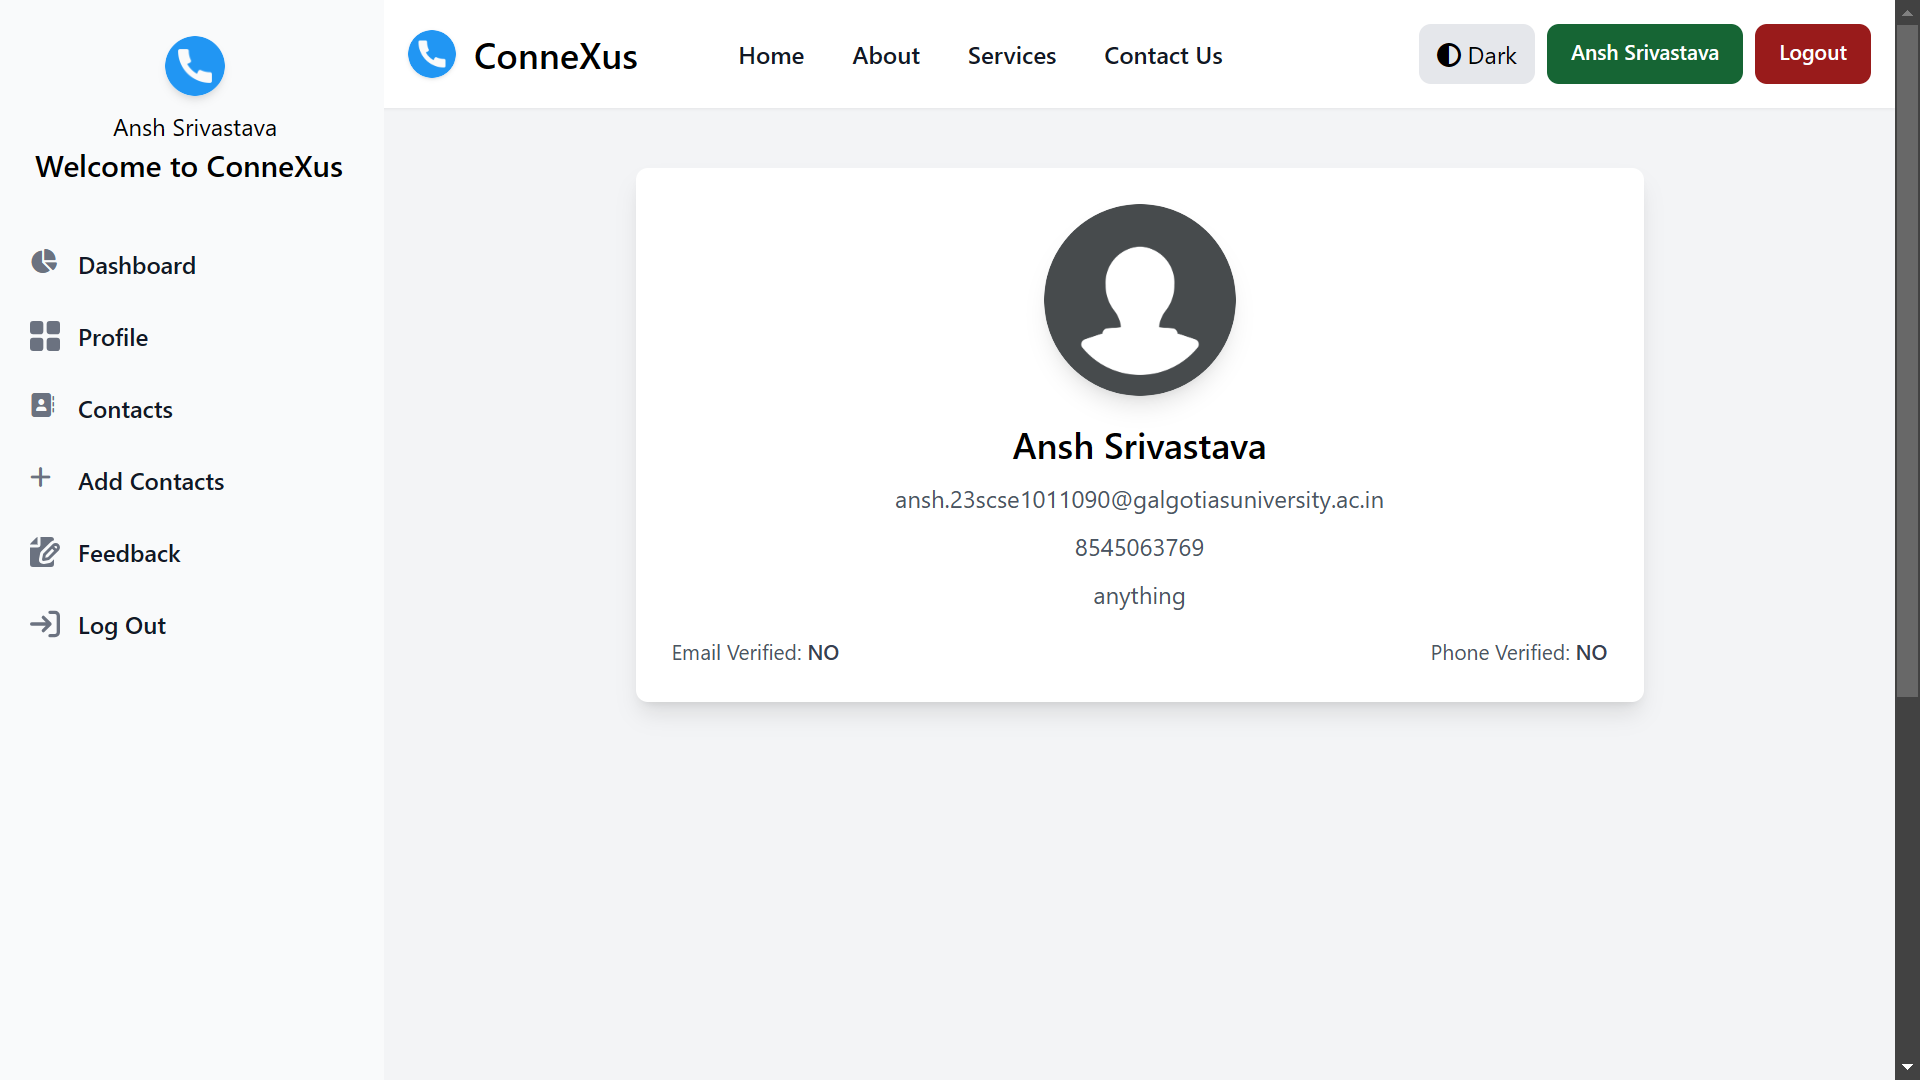 Ansh Srivastava
Welcome to ConneXus
Dashboard
Profile
Contacts
Add Contacts
Feedback
Log Out
ConneXus
Home
About
Services
Contact Us
Dark
Ansh Srivastava
Logout
Ansh Srivastava
ansh.23scse1011090@galgotiasuniversity.ac.in
8545063769
anything
Email Verified: NO
Phone Verified: NO